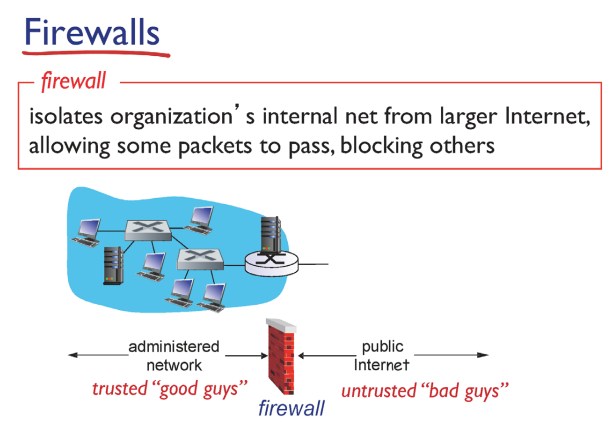 Firewalls
firewall
isolates organization’s internal net from larger Internet,
allowing some packets to pass, blocking others
administered
network
public
Internet
trusted “good guys”
untrusted “bad guys”
firewall